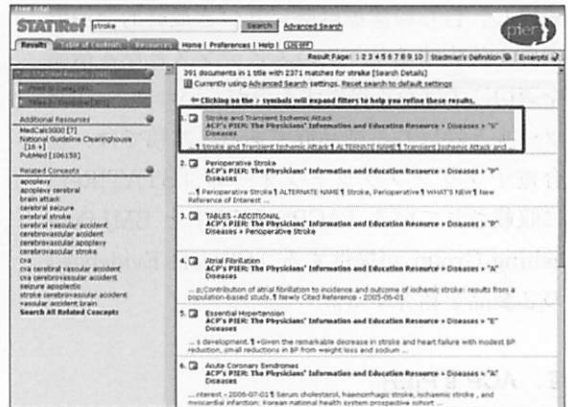 STAT!Ref stroke Search Advanced Search
pier
Results Table of Contents Resources Home | Preferences | Help | LOG OFF
Result Page: 1 2 3 4 5 6 7 8 9 10 Stedman's Definition Excerpts
391 documents in 1 title with 2371 matches for stroke [Search Details]
Currently using Advanced Search settings. Reset to default settings
Clicking on the > symbols will expand filters to help you refine these results.
Additional Resources
MedCalc3000 [7]
National Guideline Clearinghouse
[16 +]
PubMed [106158]
Related Concepts
apoplexy
apoplexy cerebral
brain attack
cerebral seizure
cerebral stroke
cerebral vascular accident
cerebrovascular accident
cerebrovascular apoplexy
cerebrovascular stroke
cva
cva cerebral vascular accident
cva cerebrovascular accident
seizure apoplectic
stroke cerebrovascular accident
vascular accident brain
Search All Related Concepts
1. Stroke and Transient Ischemic Attack
ACP's PIER: The Physicians' Information and Education Resource > Diseases > "S"
... ¶ Stroke and Transient Ischemic Attack ¶ ALTERNATE NAME ¶ Transient Ischemic Attack and ...
2. Perioperative Stroke
ACP's PIER: The Physicians' Information and Education Resource > Diseases > "P"
Diseases
... ¶ Perioperative Stroke ¶ ALTERNATE NAME ¶ Stroke, Perioperative ¶ WHAT'S NEW ¶ New
Reference of Interest ...
3. TABLES - ADDITIONAL
ACP's PIER: The Physicians' Information and Education Resource > Diseases > "P"
Diseases > Perioperative Stroke
4. Atrial Fibrillation
ACP's PIER: The Physicians' Information and Education Resource > Diseases > "A"
Diseases
... p;Contribution of atrial fibrillation to incidence and outcome of ischemic stroke: results from a
population-based study. ¶ Newly Cited Reference - 2005-06-01
5. Essential Hypertension
ACP's PIER: The Physicians' Information and Education Resource > Diseases > "E"
Diseases
... s development. ¶ +Given the remarkable decrease in stroke and heart failure with modest BP
reduction, small reductions in BP from weight loss and sodium ...
6. Acute Coronary Syndromes
ACP's PIER: The Physicians' Information and Education Resource > Diseases > "A"
Diseases
... nterest - 2006-07-01 ¶ Serum cholesterol, haemorrhagic stroke, ischaemic stroke , and
myocardial infarction: Korean national health system prospective cohort ...